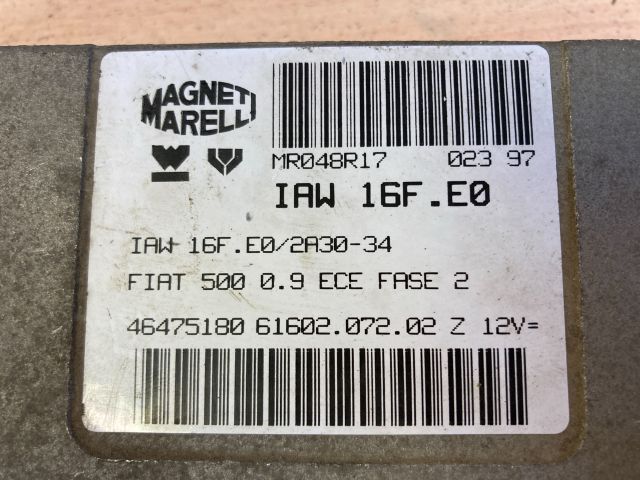 MAGNETI
MARELLI
MR048R17 023 97
IAW 16F.E0
IAW 16F.E0/2A30-34
FIAT 500 0.9 ECE FASE 2
46475180 61602.072.02 Z 12V=